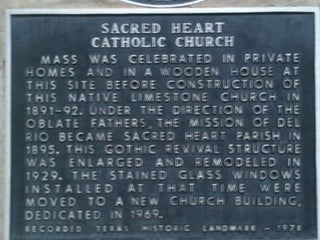 SACRED HEART
CATHOLIC CHURCH
MASS WAS CELEBRATED IN PRIVATE
HOMES AND IN A WOODEN HOUSE AT
THIS SITE BEFORE CONSTRUCTION OF
THIS NATIVE LIMESTONE CHURCH IN
1891-92. UNDER THE DIRECTION OF THE
OBLATE FATHERS, THE MISSION OF DEL
RIO BECAME SACRED HEART PARISH IN
1895. THIS GOTHIC REVIVAL STRUCTURE
WAS ENLARGED AND REMODELED IN
1929. THE STAINED GLASS WINDOWS
INSTALLED AT THAT TIME WERE
MOVED TO A NEW CHURCH BUILDING,
DEDICATED IN 1969.
RECORDED TEXAS HISTORIC LANDMARK - 1978